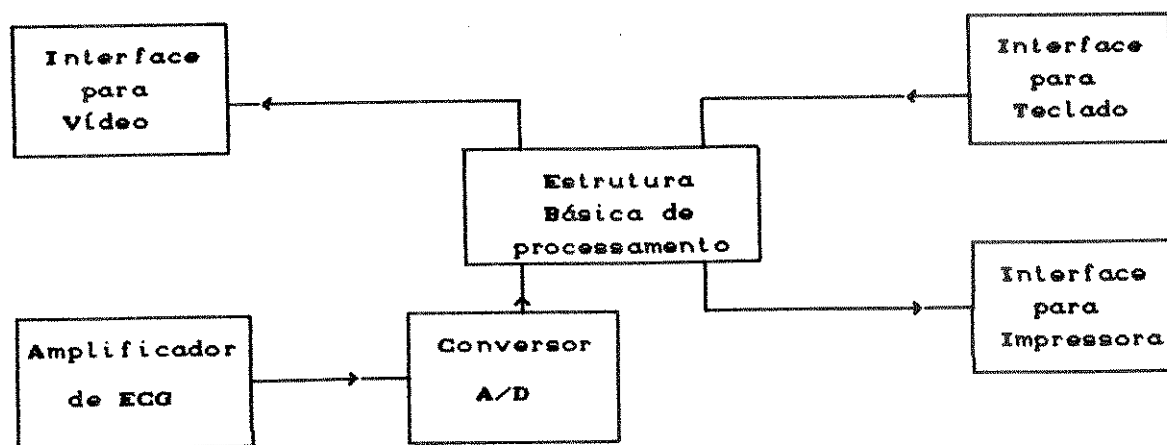 Interface
para
Vídeo
Interface
para
Teclado
Estrutura
Básica de
processamento
Interface
para
Impressora
Amplificador
de ECG
Conversor
A/D